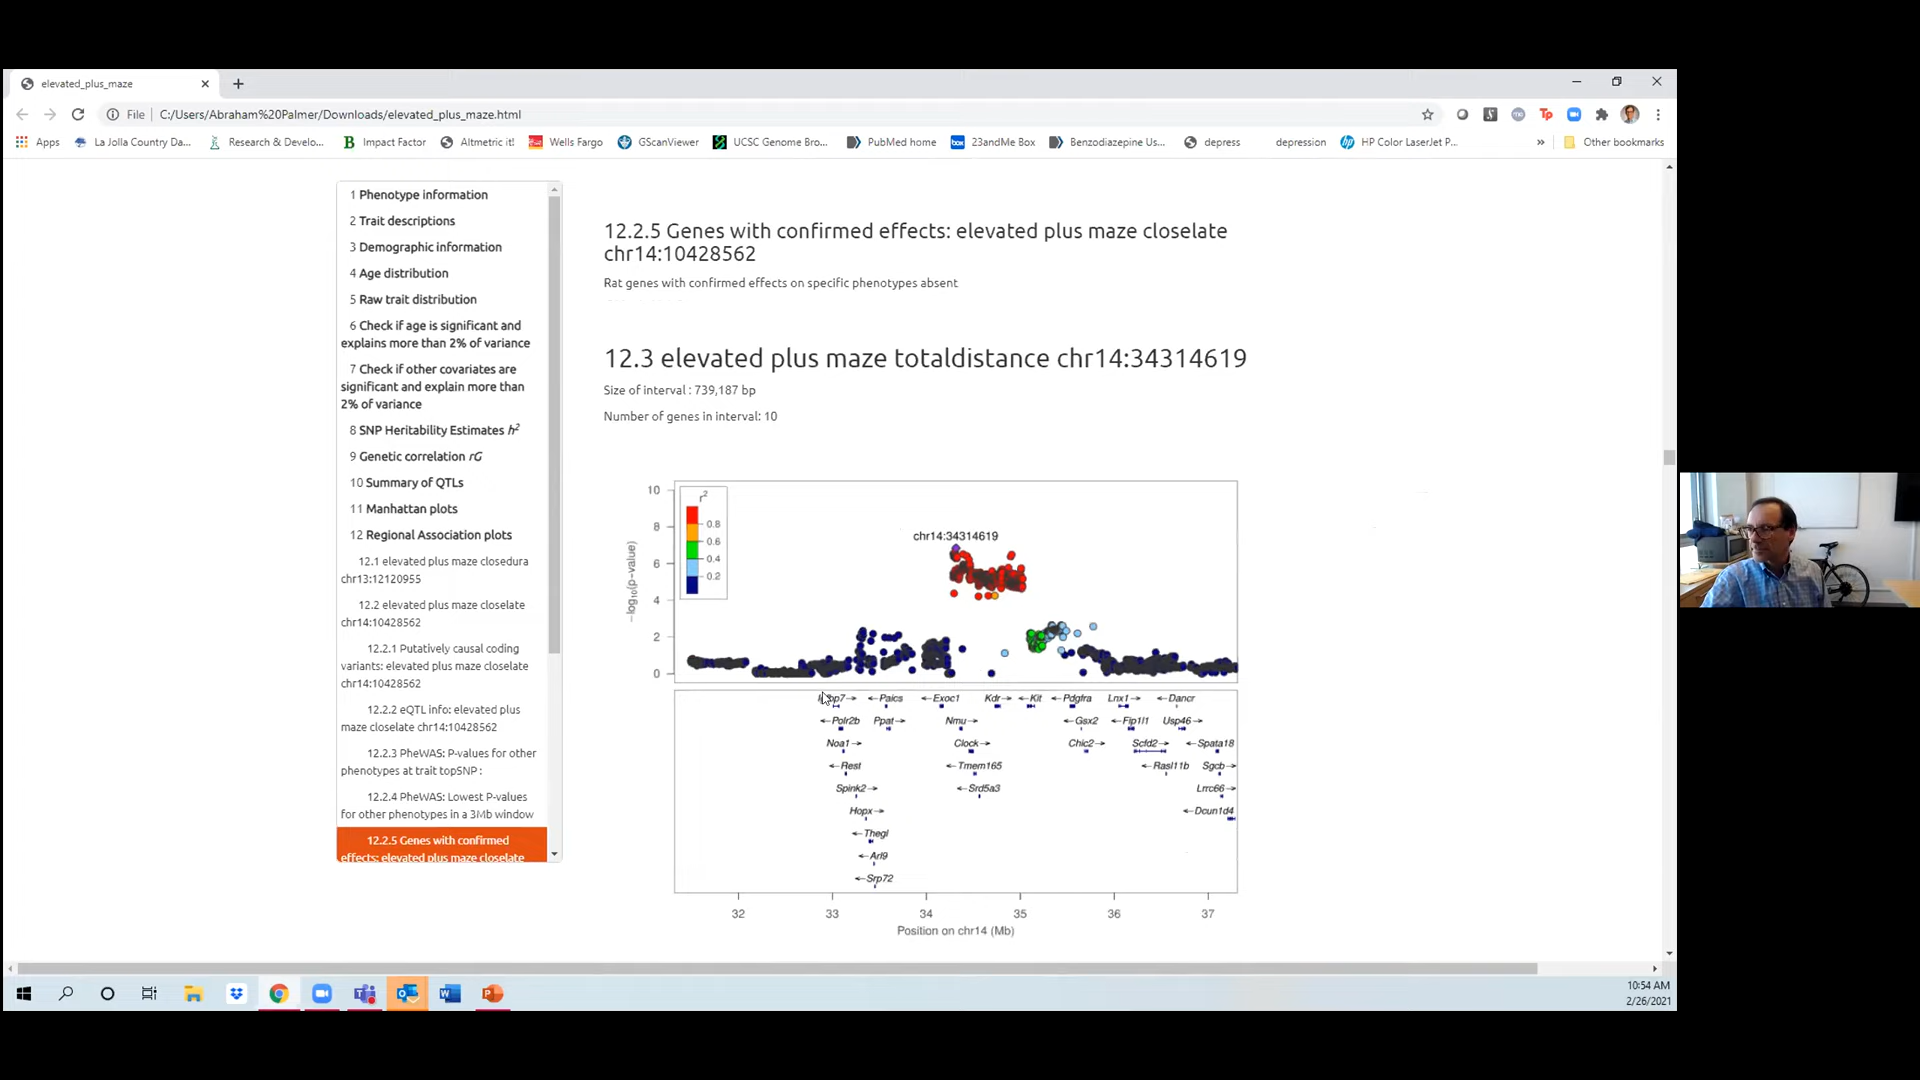 elevated_plus_maze
File
C:/Users/Abraham%20Palmer/Downloads/elevated_plus_maze.html
Apps
La Jolla Country Da...
Research & Develo...
Impact Factor
Altmetric it!
Wells Fargo
GScanViewer
UCSC Genome Bro...
PubMed home
23andMe Box
Benzodiazepine Us...
depress
depression
HP Color LaserJet P...
»
Other bookmarks
1 Phenotype information
2 Trait descriptions
3 Demographic information
4 Age distribution
5 Raw trait distribution
6 Check if age is significant and
explains more than 2% of variance
7 Check if other covariates are
significant and explain more than
2% of variance
8 SNP Heritability Estimates h²
9 Genetic correlation rG
10 Summary of QTLs
11 Manhattan plots
12 Regional Association plots
12.1 elevated plus maze closedura
chr13:12120955
12.2 elevated plus maze closelate
chr14:10428562
12.2.1 Putatively causal coding
variants: elevated plus maze closelate
chr14:10428562
12.2.2 eQTL info: elevated plus
maze closelate chr14:10428562
12.2.3 PheWAS: P-values for other
phenotypes at trait topSNP :
12.2.4 PheWAS: Lowest P-values
for other phenotypes in a 3Mb window
12.2.5 Genes with confirmed
effects: elevated plus maze closelate
12.2.5 Genes with confirmed effects: elevated plus maze closelate
chr14:10428562
Rat genes with confirmed effects on specific phenotypes absent
12.3 elevated plus maze totaldistance chr14:34314619
Size of interval : 739,187 bp
Number of genes in interval: 10
r²
0.8
0.6
0.4
0.2
−log10(p−value)
10
8
6
4
2
0
chr14:34314619
←Paics
←Exoc1
Kdr→
←Kit
←Pdgfra
Lnx1→
←Dancr
←Polr2b
Ppat→
Nmu→
←Gsx2
←Fip1l1
Usp46→
Noa1→
Clock→
Chic2→
Scfd2→
←Spata18
←Rest
←Tmem165
←Rasl11b
Sgcb→
Spink2→
←Srd5a3
Lrrc66→
Hopx→
←Dcun1d4
←Thegl
←Arl9
←Srp72
32
33
34
35
36
37
Position on chr14 (Mb)
10:54 AM
2/26/2021